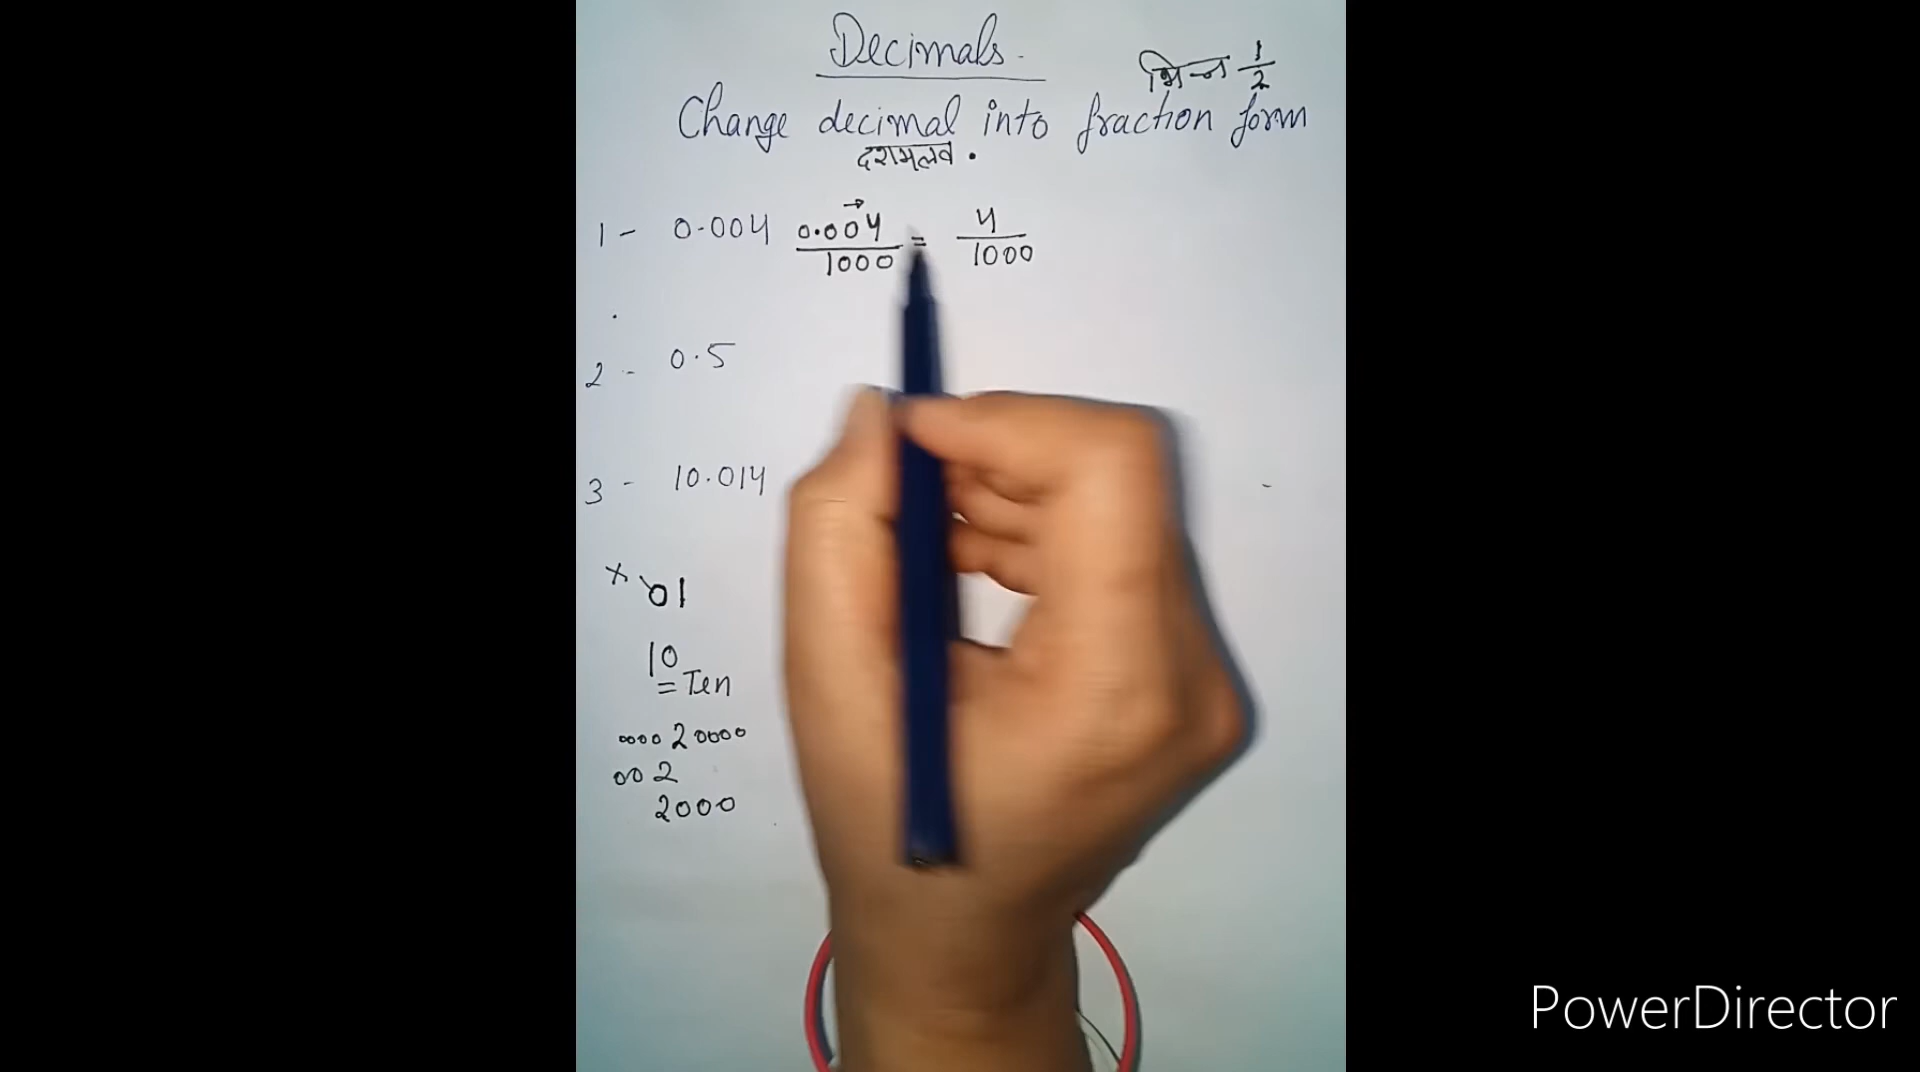 Decimals.
भिन्न 1/2
Change decimal into fraction form
दशमलव .
1 - 0.004 0.004/1000 = 4/1000
2 - 0.5
3 - 10.014
x 01
10
= Ten
0000 2 0000
00 2
2000
PowerDirector